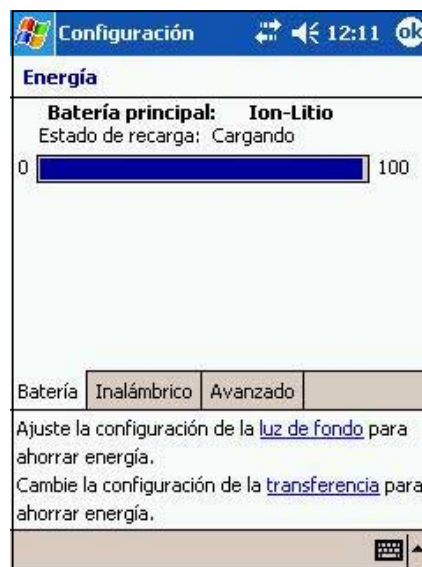 Configuración 12:11 ok
Energía
Batería principal: Ion-Litio
Estado de recarga: Cargando
0 100
Batería Inalámbrico Avanzado
Ajuste la configuración de la luz de fondo para
ahorrar energía.
Cambie la configuración de la transferencia para
ahorrar energía.